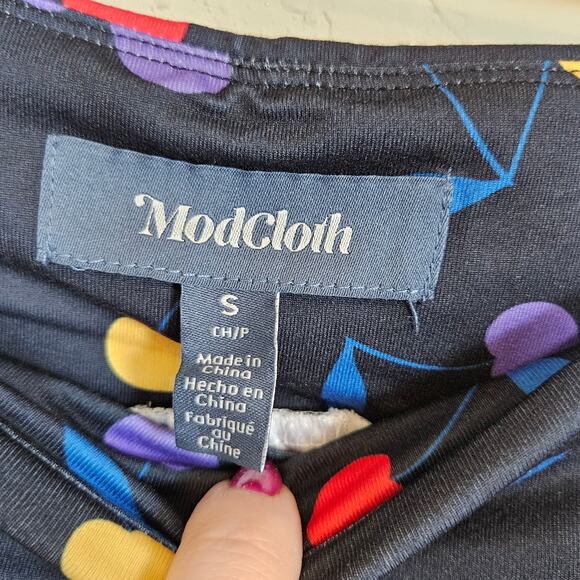 ModCloth
S
CH/P
Made in
China
Hecho en
China
Fabriqué
au
Chine